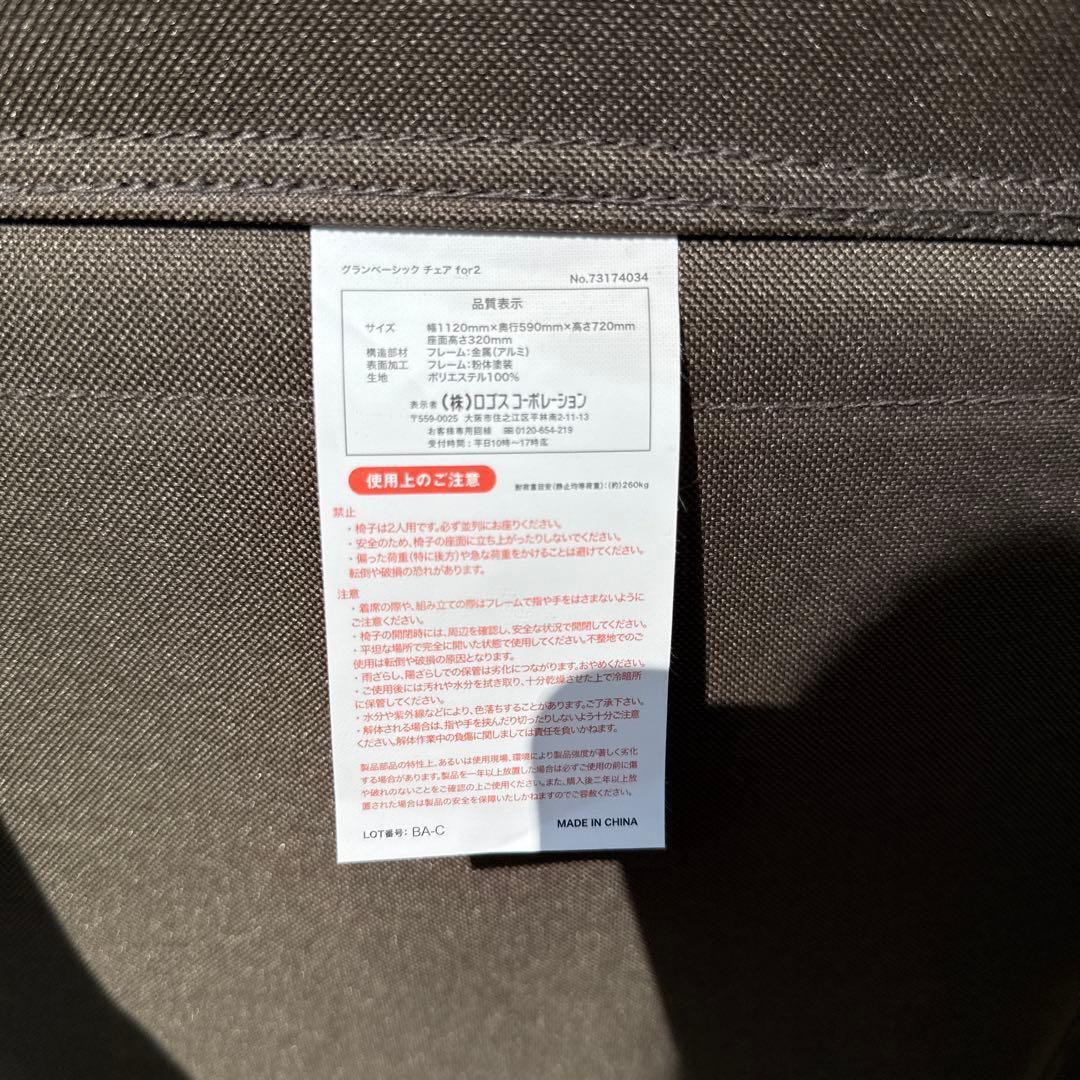 グランベーシック チェア for2
No.73174034
品質表示
サイズ 幅1120mm×奥行590mm×高さ720mm
座面高さ320mm
構造部材 フレーム:金属(アルミ)
表面加工 フレーム:粉体塗装
生地 ポリエステル100%
表示者 (株)ロゴス コーポレーション
〒559-0025 大阪市住之江区平林南2-11-13
お客様専用回線 0120-654-219
受付時間:平日10時~17時迄
使用上のご注意
耐荷重目安(静止均等荷重):(約)260kg
禁止
・椅子は2人用です。必ず並列にお座りください。
・安全のため、椅子の座面に立ち上がったりしないでください。
・偏った荷重(特に後方)や急な荷重をかけることは避けてください。
転倒や破損の恐れがあります。
注意
・着席の際や、組み立ての際はフレームで指や手をはさまないように
ご注意ください。
・椅子の開閉時には、周辺を確認し、安全な状況で開閉してください。
・平坦な場所で完全に開いた状態で使用してください。不整地でのご
使用は転倒や破損の原因となります。
・雨ざらし、陽ざらしでの保管は劣化につながります。おやめください。
・ご使用後には汚れや水分を拭き取り、十分乾燥させた上で冷暗所
に保管してください。
・水分や紫外線などにより、色落ちすることがあります。ご了承下さい。
・解体される場合は、指や手を挟んだり切ったりしないよう十分ご注意
ください。解体作業中の負傷に関しましては責任を負いかねます。
製品部品の特性上、あるいは使用現場、環境により製品強度が著しく劣化
する場合があります。製品を一年以上放置した場合は必ずご使用の前に傷
や破れのないことをご確認の上ご使用ください。また、購入後二年以上放
置された場合は製品の安全を保障いたしかねますのでご容赦ください。
LOT番号: BA-C
MADE IN CHINA